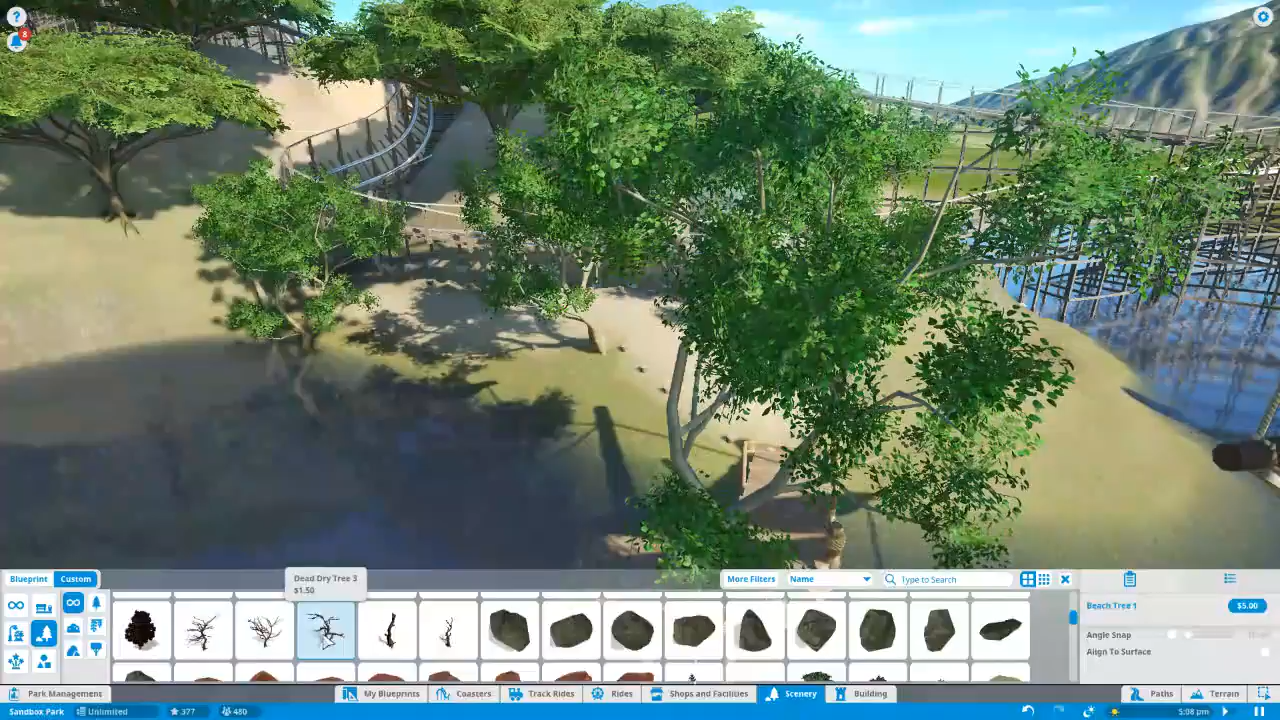 ?
8
Blueprint
Custom
Dead Dry Tree 3
$1.50
More Filters
Name
Type to Search
Beach Tree 1
$5.00
Angle Snap
Align To Surface
Park Management
My Blueprints
Coasters
Track Rides
Rides
Shops and Facilities
Scenery
Building
Paths
Terrain
Sandbox Park
Unlimited
377
480
5:08 pm